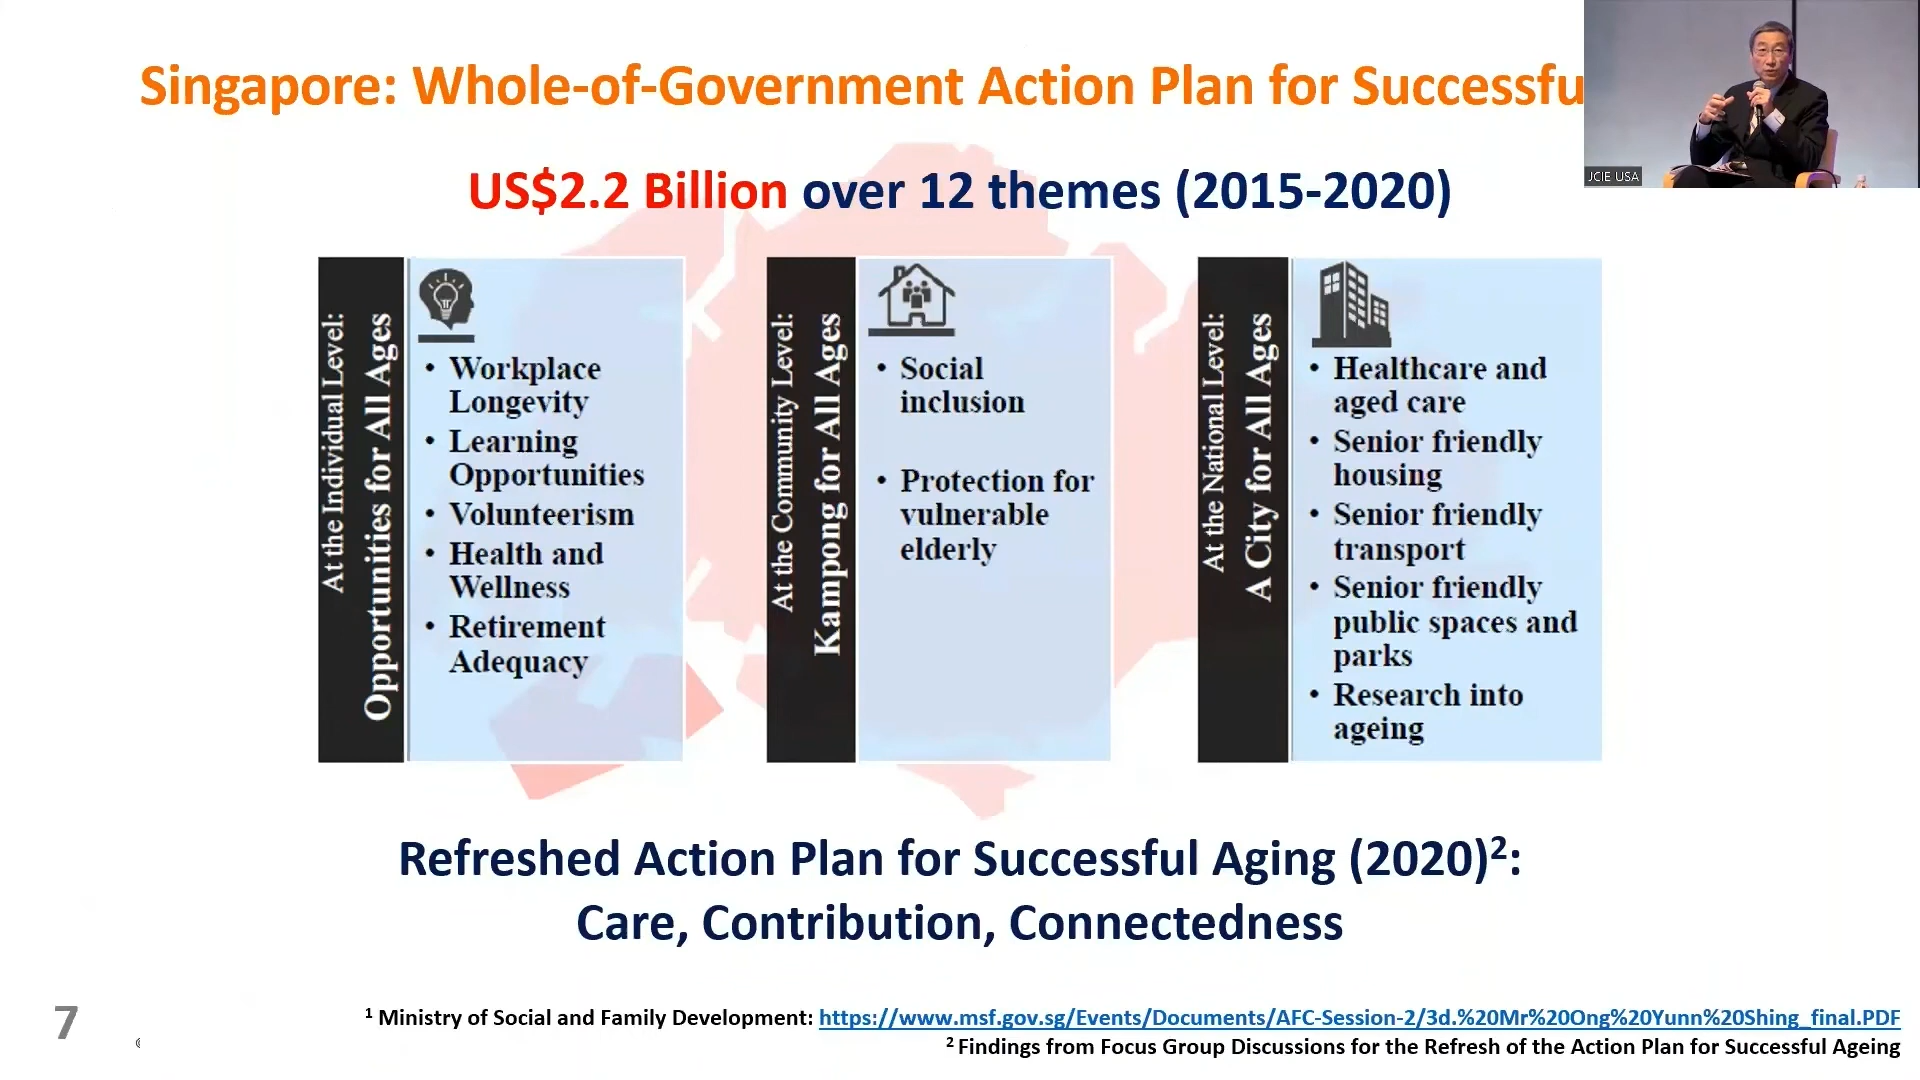 Singapore: Whole-of-Government Action Plan for Successfu
JCIE USA
US$2.2 Billion over 12 themes (2015-2020)
At the Individual Level:
Opportunities for All Ages
• Workplace
Longevity
• Learning
Opportunities
• Volunteerism
• Health and
Wellness
• Retirement
Adequacy
At the Community Level:
Kampong for All Ages
• Social
inclusion
• Protection for
vulnerable
elderly
At the National Level:
A City for All Ages
• Healthcare and
aged care
• Senior friendly
housing
• Senior friendly
transport
• Senior friendly
public spaces and
parks
• Research into
ageing
Refreshed Action Plan for Successful Aging (2020)²:
Care, Contribution, Connectedness
7
¹ Ministry of Social and Family Development: https://www.msf.gov.sg/Events/Documents/AFC-Session-2/3d.%20Mr%20Ong%20Yunn%20Shing_final.PDF
² Findings from Focus Group Discussions for the Refresh of the Action Plan for Successful Ageing